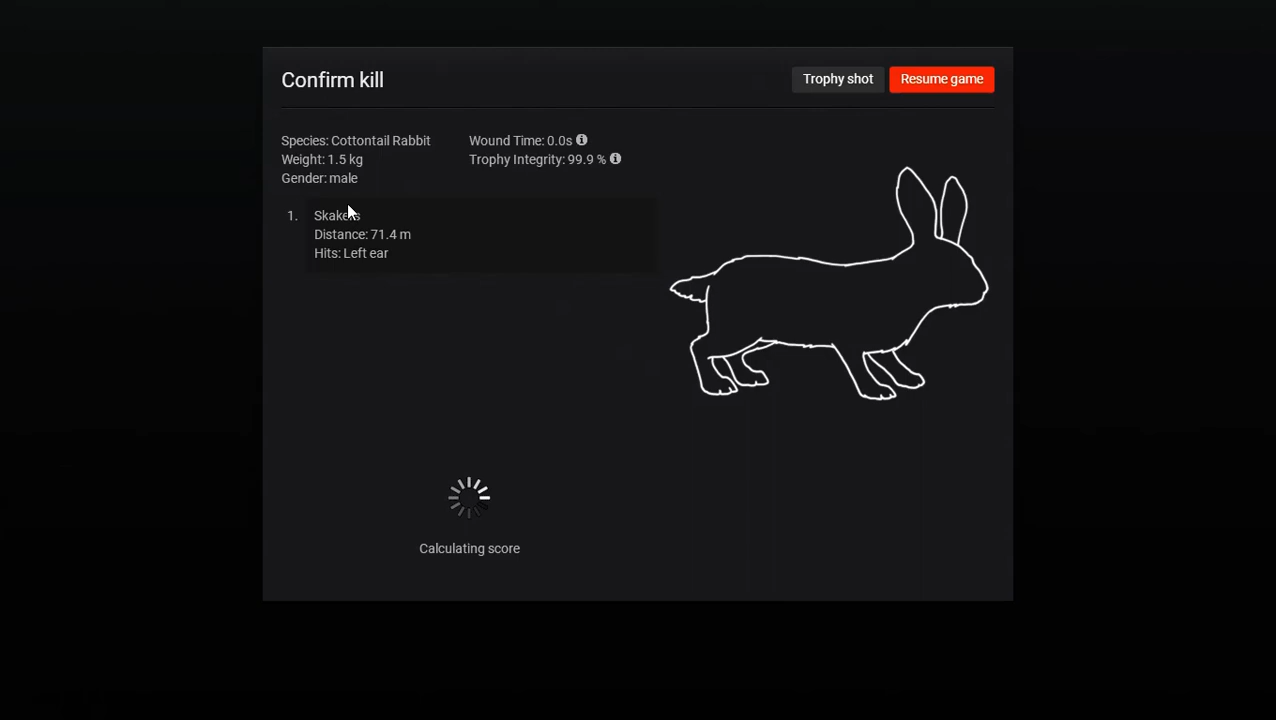 Confirm kill
Trophy shot
Resume game
Species: Cottontail Rabbit
Weight: 1.5 kg
Gender: male
Wound Time: 0.0s
Trophy Integrity: 99.9 %
1.
Distance: 71.4 m
Hits: Left ear
Calculating score